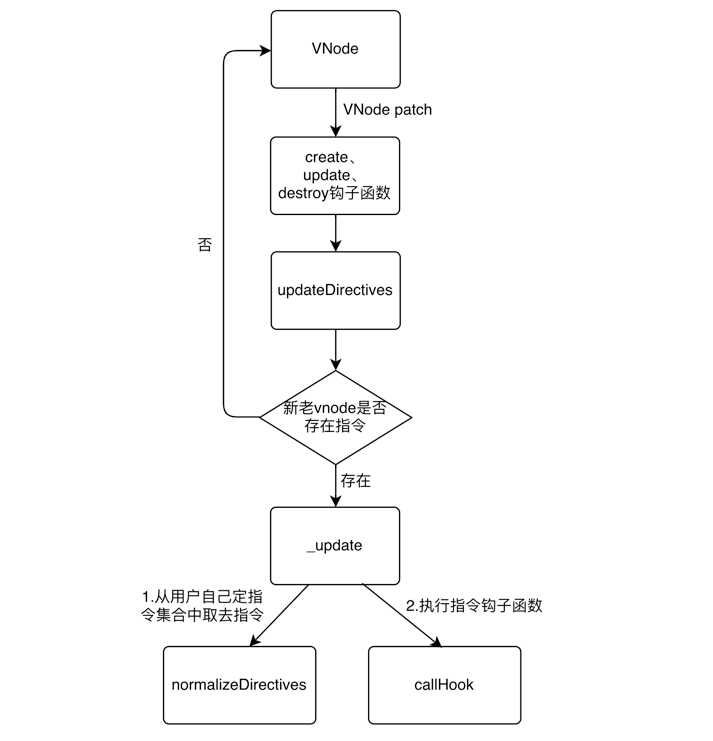 VNode
VNode patch
create、
update、
destroy钩子函数
否
updateDirectives
新老vnode是否
存在指令
存在
_update
1.从用户自己定指
令集合中取去指令
2.执行指令钩子函数
normalizeDirectives
callHook